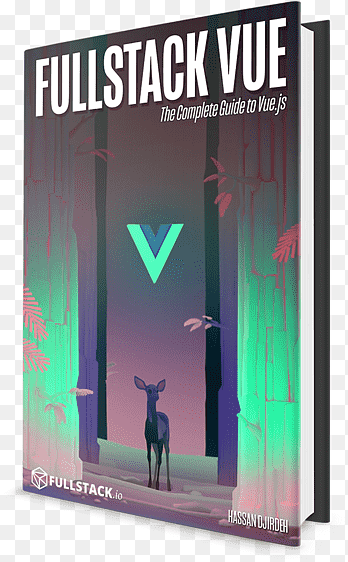 FULLSTACK VUE
The Complete Guide to Vue.js
FULLSTACK.io
HASSAN DJIRDEH